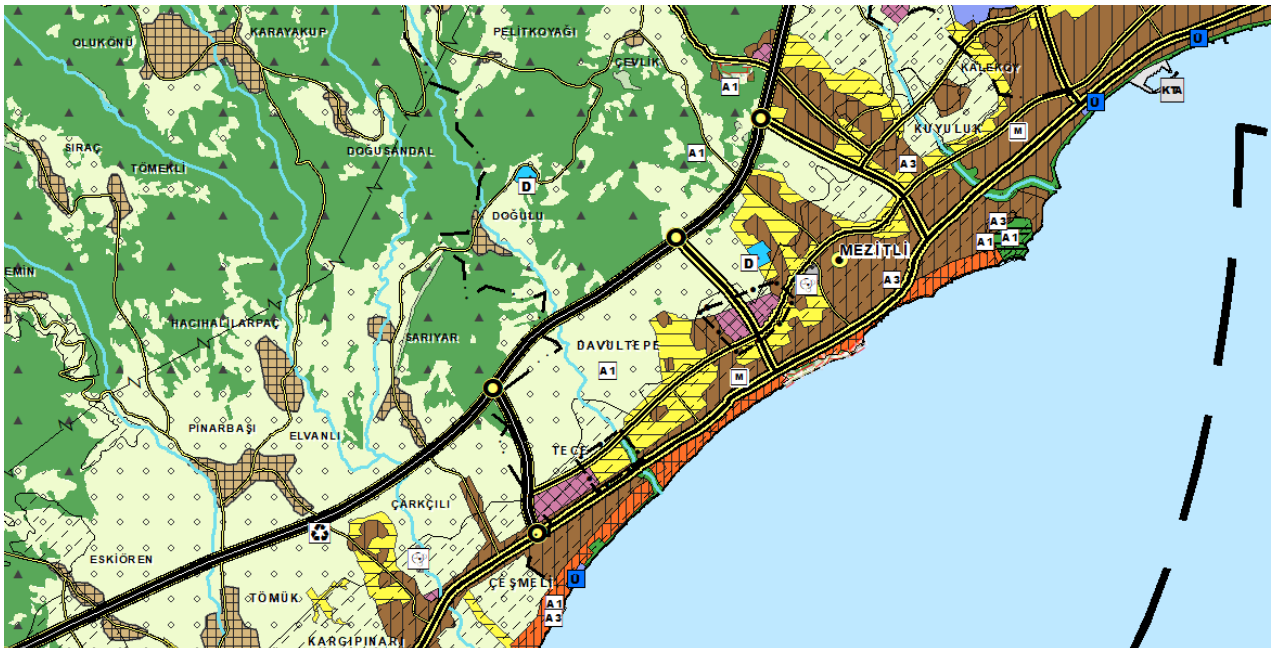 OLUKÖNÜ
KARAYAKUP
PELİTKOYAĞI
ÇEVLİK
A1
KALEKÖY
Ü
KTA
Ü
M
KUYULUK
SIRAÇ
TÖMEKLİ
DOĞUSANDAL
A1
A3
D
DOĞULU
MEZİTLİ
D
A3
A1
A1
A3
EMİN
HACIHALİLARPAÇ
SARIYAR
DAVULTEPE
A1
M
PINARBAŞI
ELVANLI
TECE
ÇARKÇILI
ESKİÖREN
TÖMÜK
ÇEŞMELİ
Ü
A1
A3
KARGIPINARI